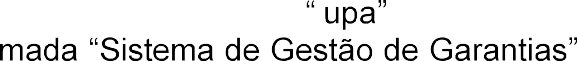 “ upa”
mada “Sistema de Gestão de Garantias”